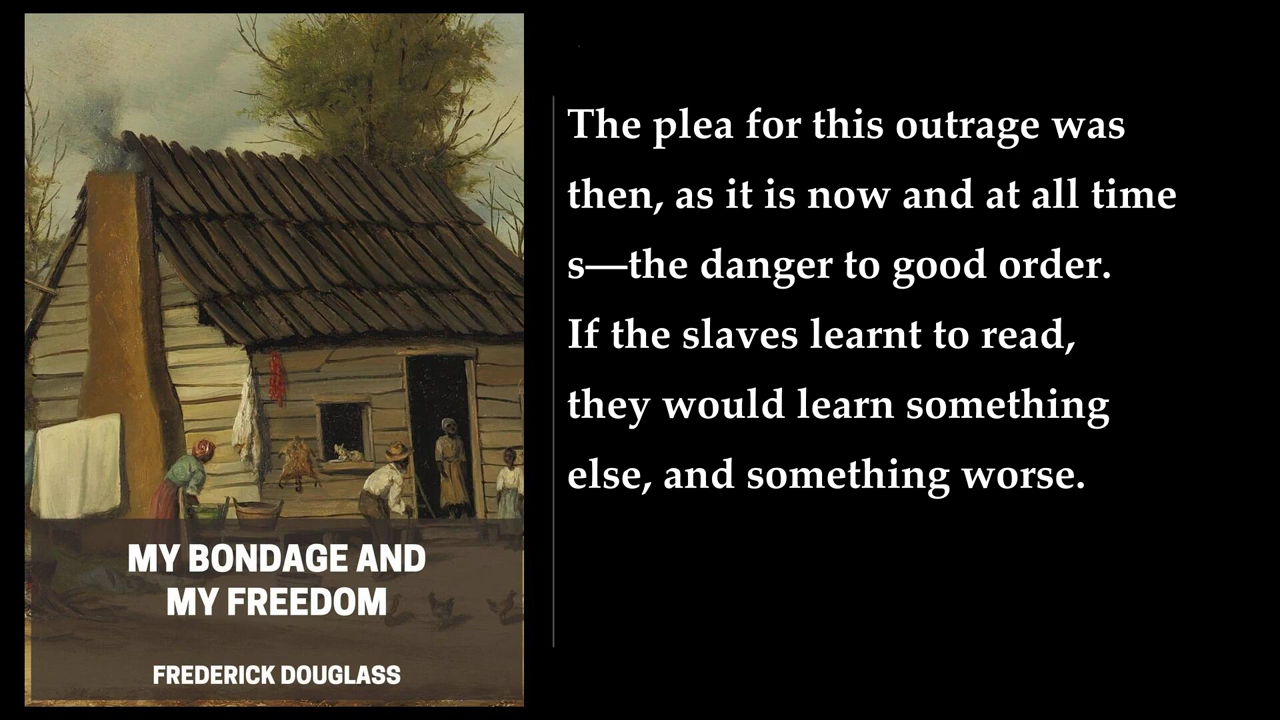 The plea for this outrage was
then, as it is now and at all time
s—the danger to good order.
If the slaves learnt to read,
they would learn something
else, and something worse.
MY BONDAGE AND
MY FREEDOM
FREDERICK DOUGLASS